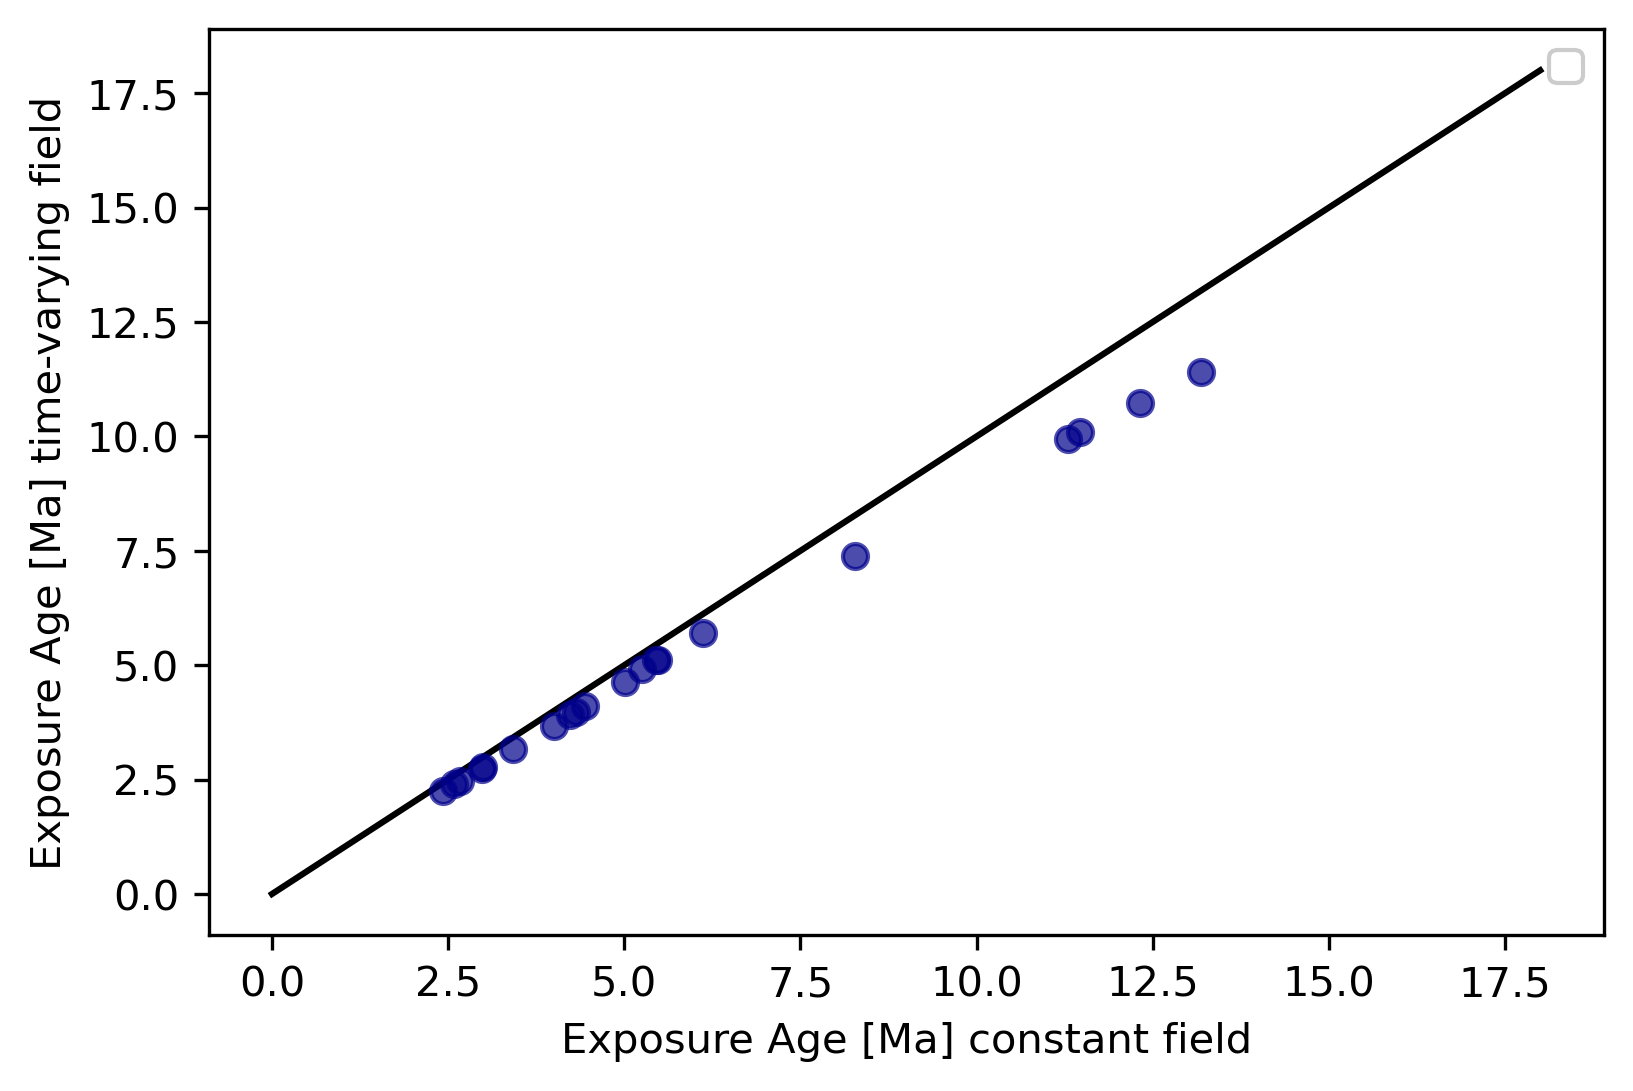 Exposure Age [Ma] time-varying field
17.5
15.0
12.5
10.0
7.5
5.0
2.5
0.0
0.0 2.5 5.0 7.5 10.0 12.5 15.0 17.5
Exposure Age [Ma] constant field